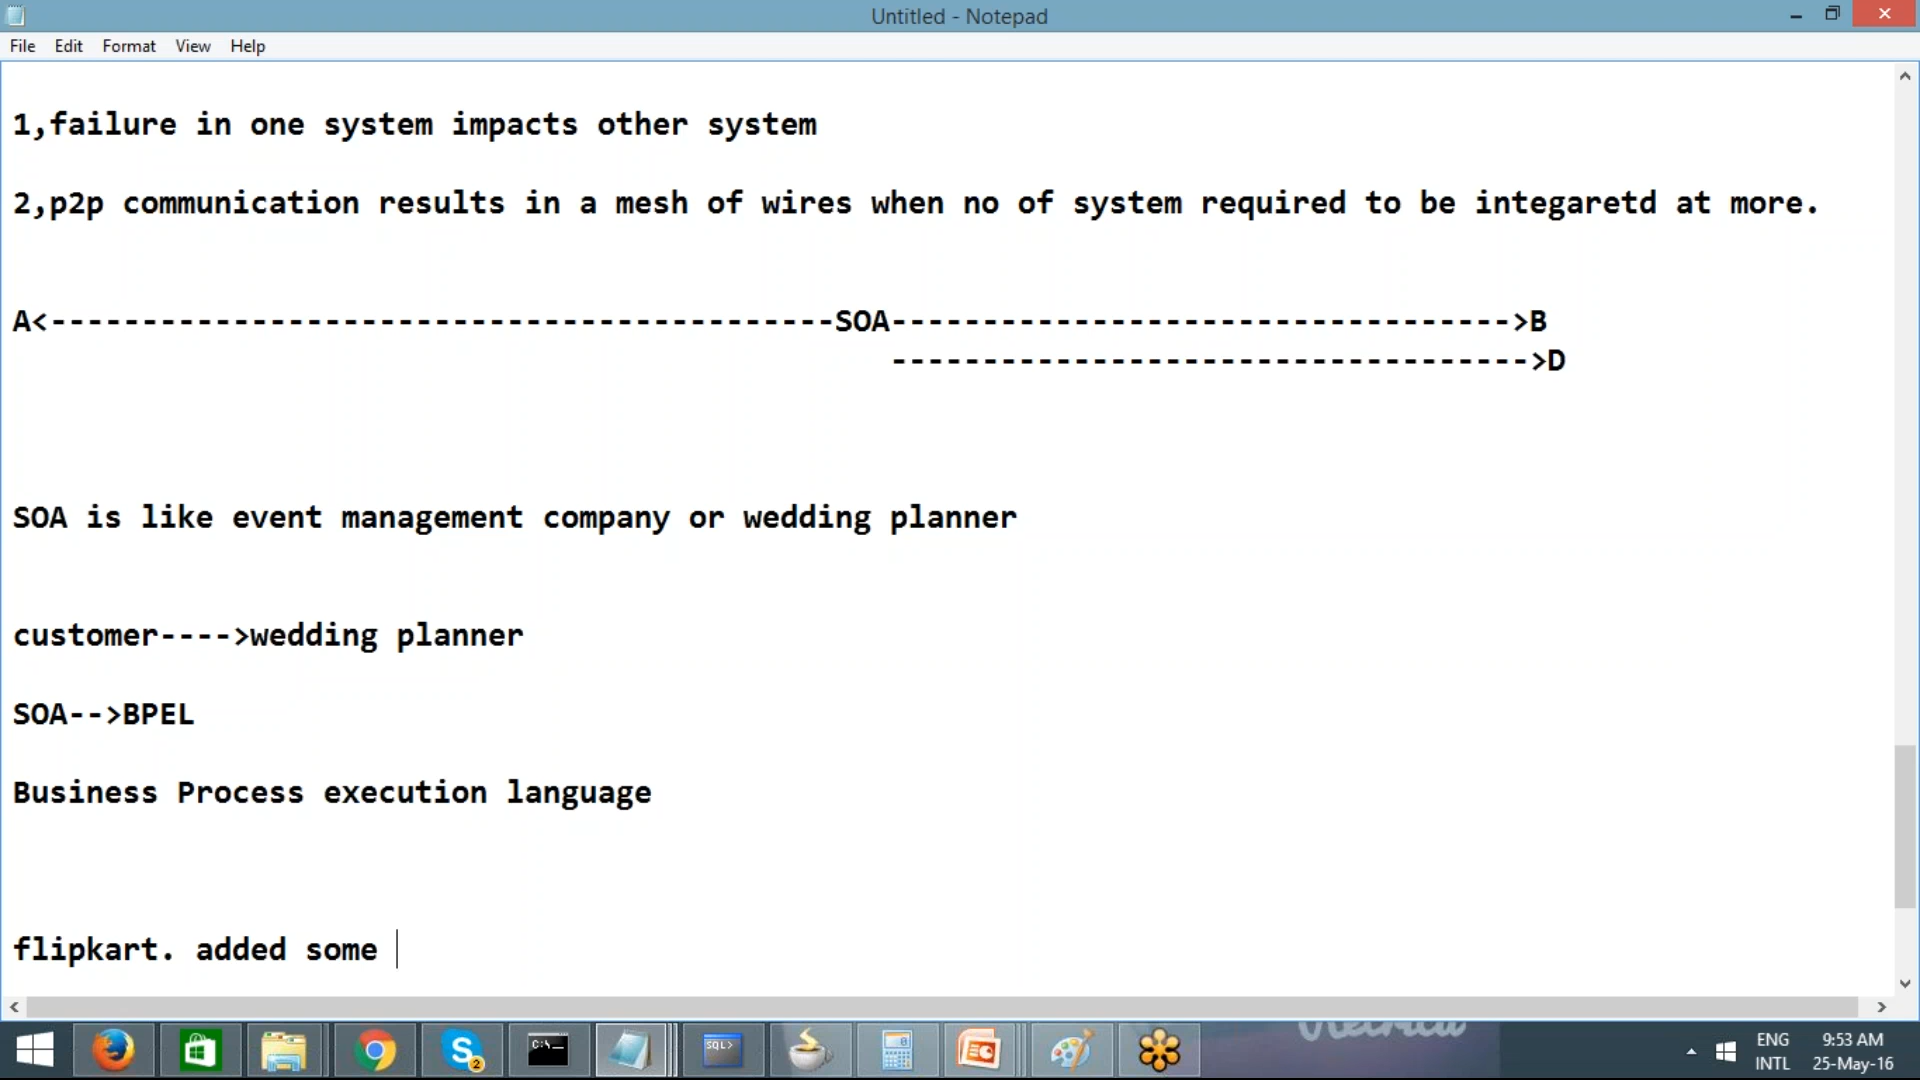 Untitled - Notepad
File Edit Format View Help
1,failure in one system impacts other system
2,p2p communication results in a mesh of wires when no of system required to be integaretd at more.
A<-------------------------------------------SOA---------------------------------->B
----------------------------------->D
SOA is like event management company or wedding planner
customer---->wedding planner
SOA-->BPEL
Business Process execution language
flipkart. added some
S 2 C:\_ SQL>
ENG 9:53 AM
INTL 25-May-16